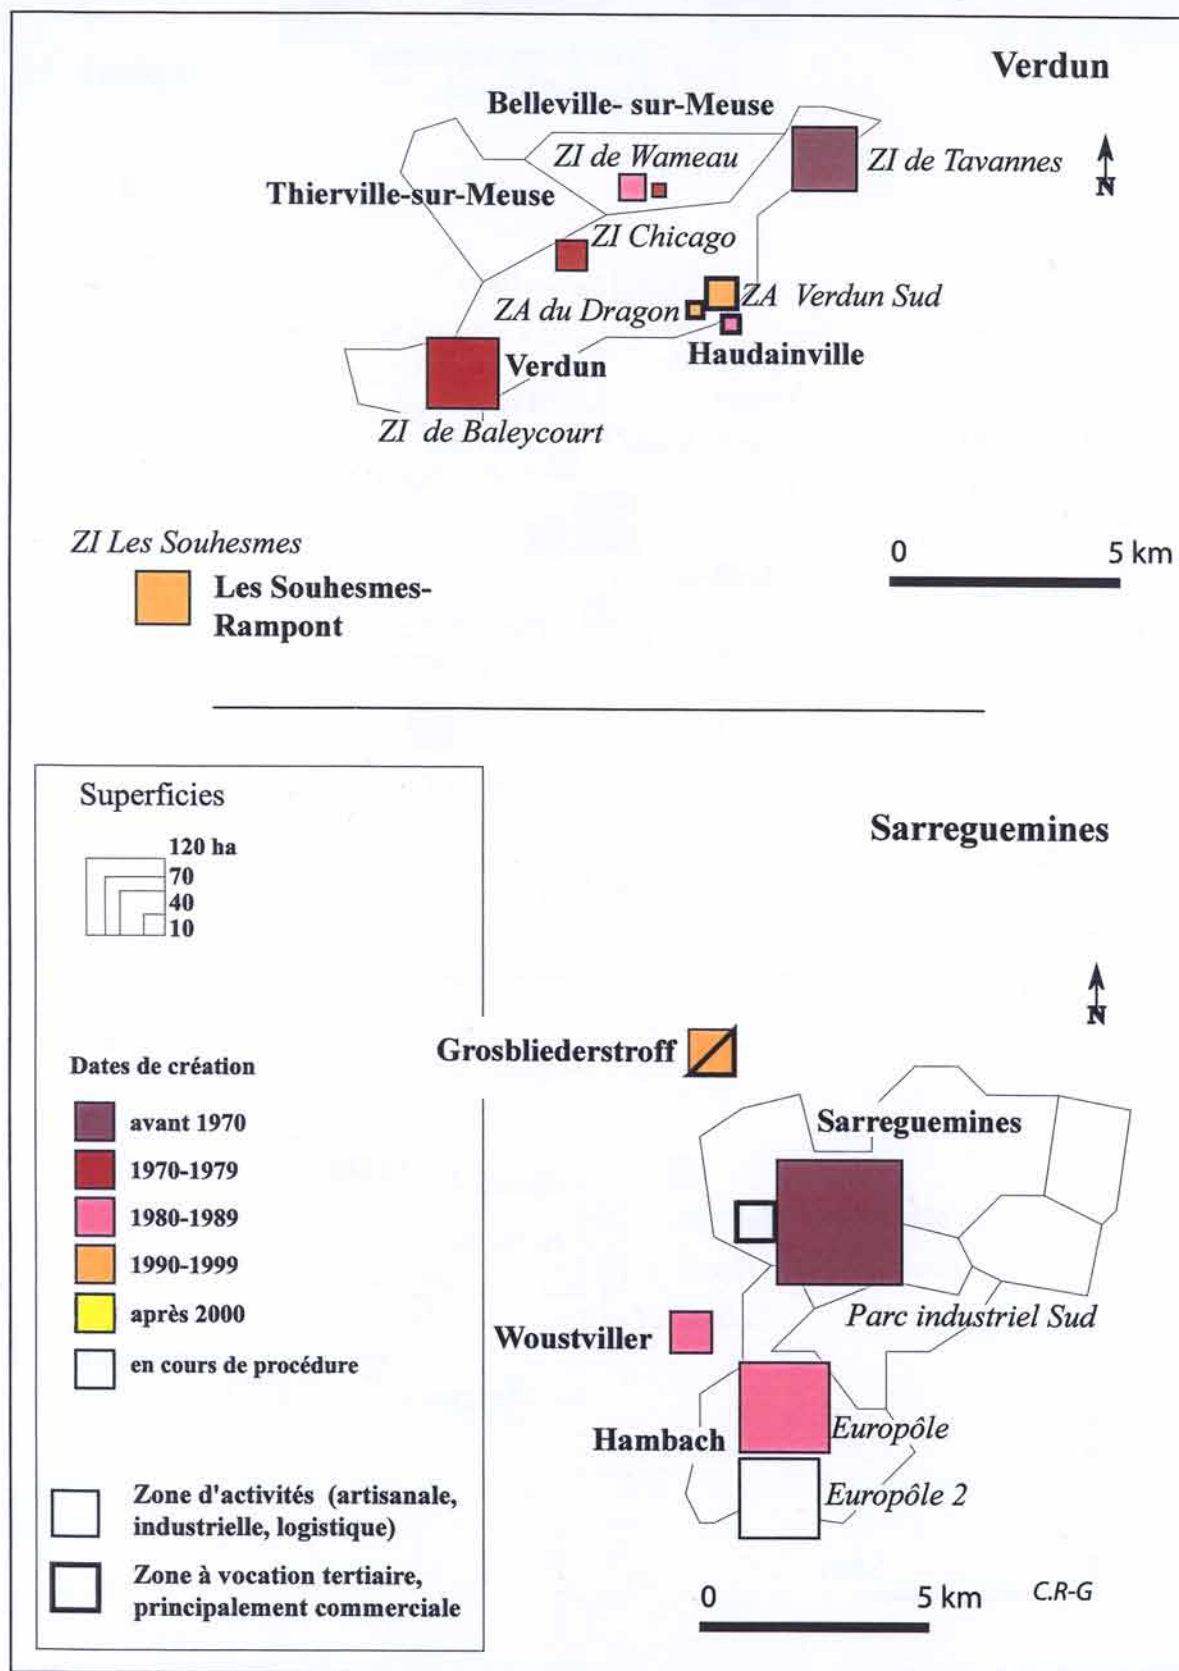 Verdun
Belleville- sur-Meuse
ZI de Wameau
ZI de Tavannes
N
Thierville-sur-Meuse
ZI Chicago
ZA du Dragon
ZA Verdun Sud
Haudainville
Verdun
ZI de Baleycourt
ZI Les Souhesmes
Les Souhesmes-
Rampont
0 5 km
Superficies
120 ha
70
40
10
Dates de création
avant 1970
1970-1979
1980-1989
1990-1999
après 2000
en cours de procédure
Zone d'activités (artisanale,
industrielle, logistique)
Zone à vocation tertiaire,
principalement commerciale
Sarreguemines
N
Grosbliederstroff
Sarreguemines
Parc industriel Sud
Woustviller
Hambach
Europôle
Europôle 2
0 5 km
C.R-G